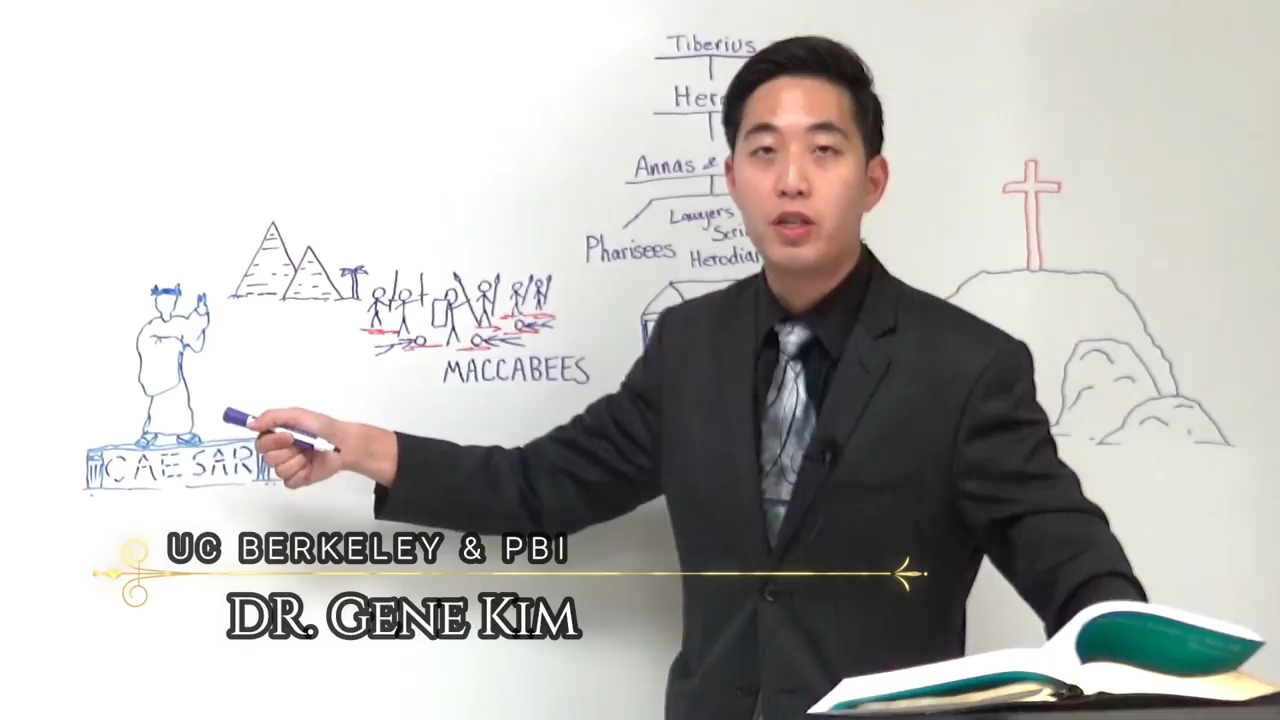 Tiberius
Annas &
Lawyers
Pharisees
MACCABEES
CAESAR
UC BERKELEY & PBI
DR. GENE KIM